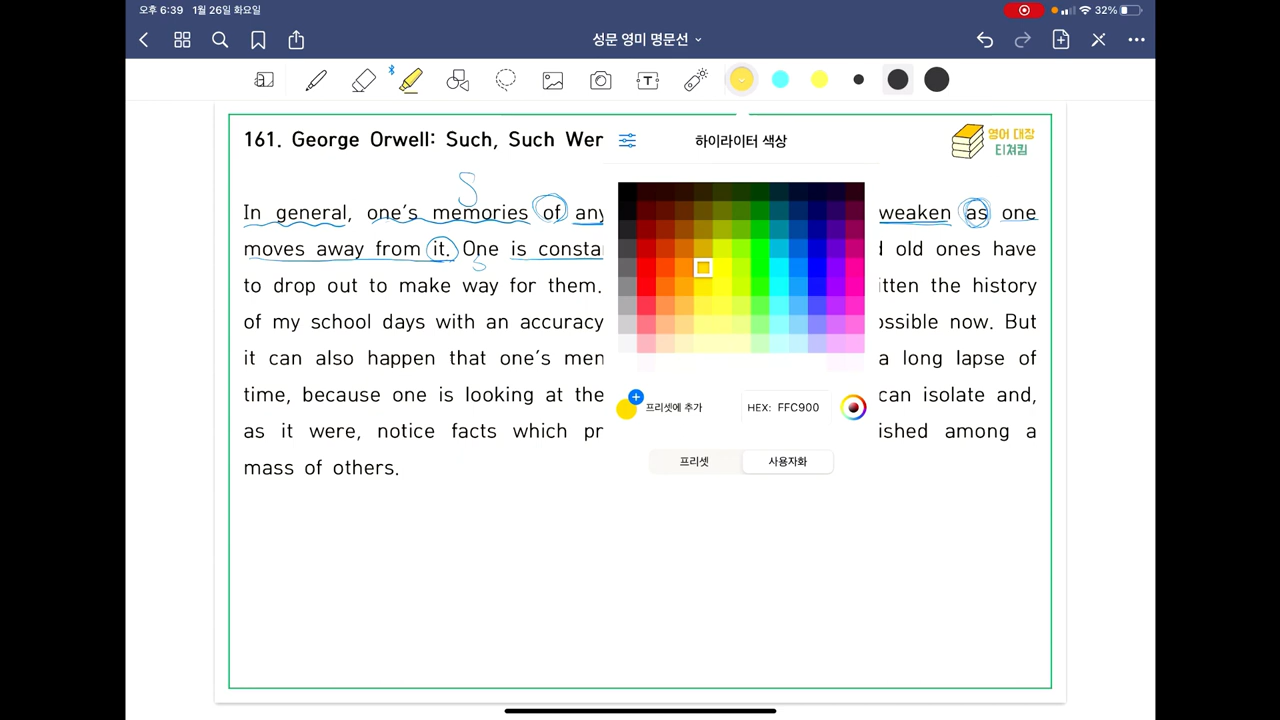 오후 6:39 1월 26일 화요일 32%
성문 영미 명문선
T
161. George Orwell: Such, Such Wer
하이라이터 색상
영어 대장
티쳐킴
S
In general, one's memories of any weaken as one
moves away from it. One is consta d old ones have
S
to drop out to make way for them. itten the history
of my school days with an accuracy ossible now. But
it can also happen that one's mem a long lapse of
time, because one is looking at the can isolate and,
as it were, notice facts which pr ished among a
mass of others.
프리셋에 추가 HEX: FFC900
프리셋 사용자화